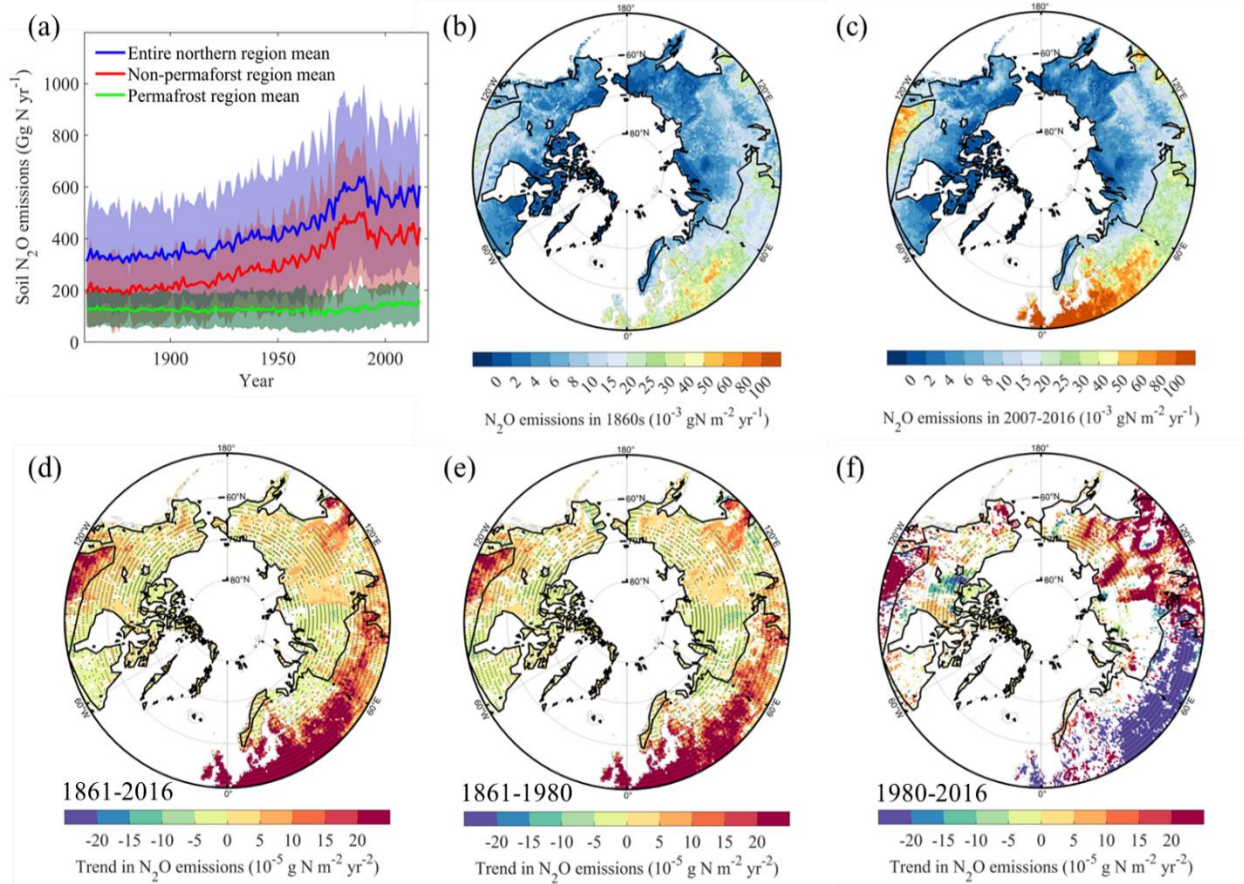 (a)
Entire northern region mean
Non-permaforst region mean
Permafrost region mean
Soil N₂O emissions (Gg N yr⁻¹)
1000
800
600
400
200
0
1900 1950 2000
Year
(b)
180°
120°W
60°N
80°N
120°E
60°W
60°E
0°
0 2 4 6 8 10 15 20 25 30 40 50 60 80 100
N₂O emissions in 1860s (10⁻³ gN m⁻² yr⁻¹)
(c)
180°
120°W
60°N
80°N
120°E
60°W
60°E
0°
0 2 4 6 8 10 15 20 25 30 40 50 60 80 100
N₂O emissions in 2007-2016 (10⁻³ gN m⁻² yr⁻¹)
(d)
180°
120°W
60°N
80°N
120°E
60°W
60°E
0°
1861-2016
-20 -15 -10 -5 0 5 10 15 20
Trend in N₂O emissions (10⁻⁵ g N m⁻² yr⁻²)
(e)
180°
120°W
60°N
80°N
120°E
60°W
60°E
0°
1861-1980
-20 -15 -10 -5 0 5 10 15 20
Trend in N₂O emissions (10⁻⁵ g N m⁻² yr⁻²)
(f)
180°
120°W
60°N
80°N
120°E
60°W
60°E
0°
1980-2016
-20 -15 -10 -5 0 5 10 15 20
Trend in N₂O emissions (10⁻⁵ g N m⁻² yr⁻²)